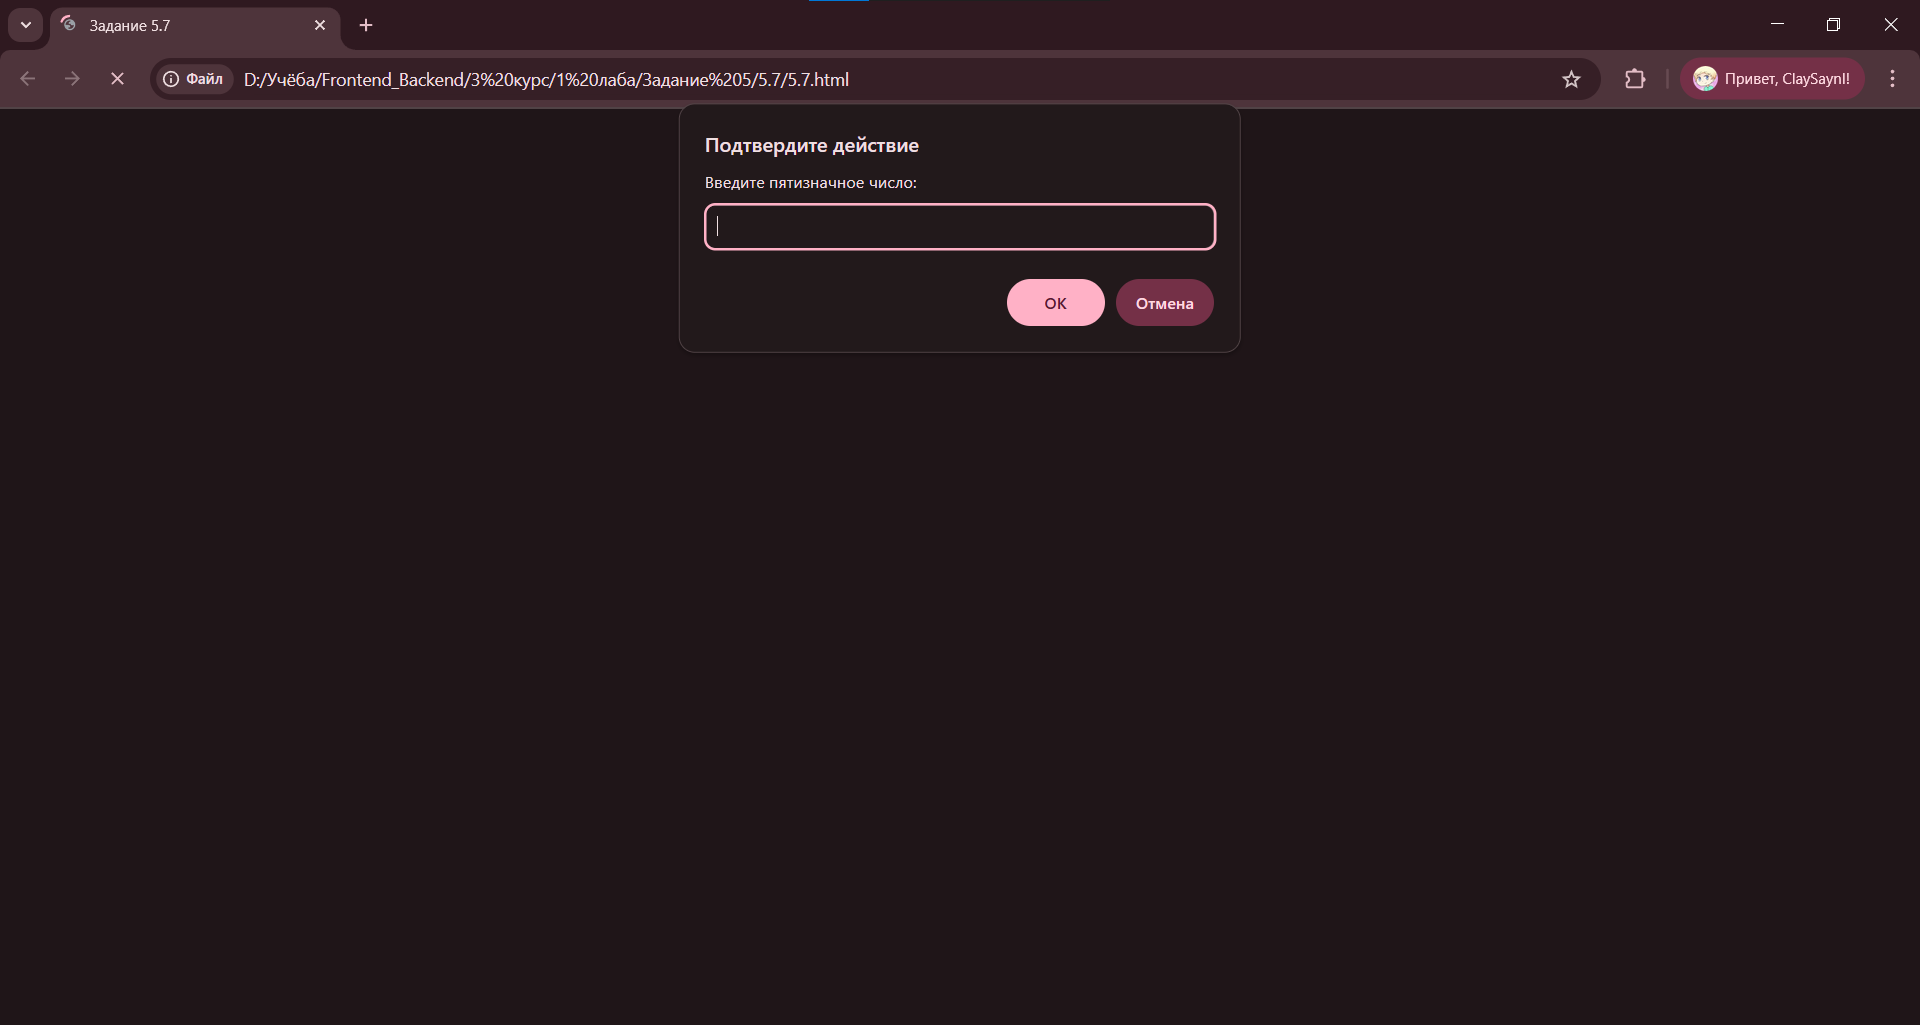 Задание 5.7
Файл
D:/Учёба/Frontend_Backend/3%20курс/1%20лаба/Задание%205/5.7/5.7.html
Привет, ClaySaynl!
Подтвердите действие
Введите пятизначное число:
ОК
Отмена